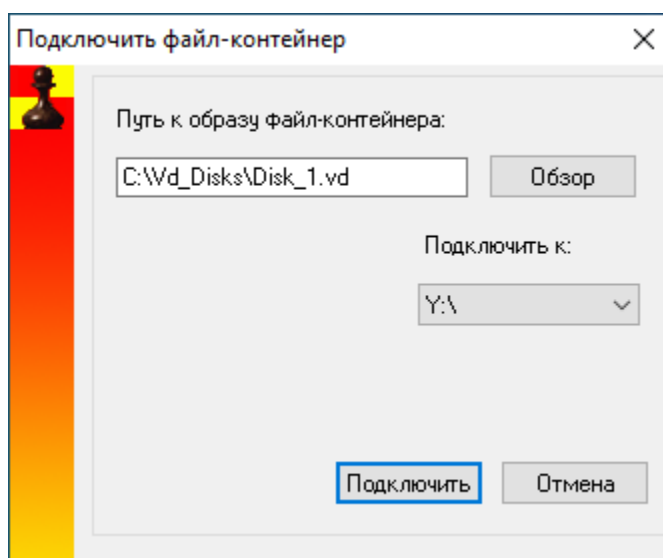 Подключить файл-контейнер
Путь к образу файл-контейнера:
C:\Vd_Disks\Disk_1.vd
Обзор
Подключить к:
Y:\
Подключить
Отмена